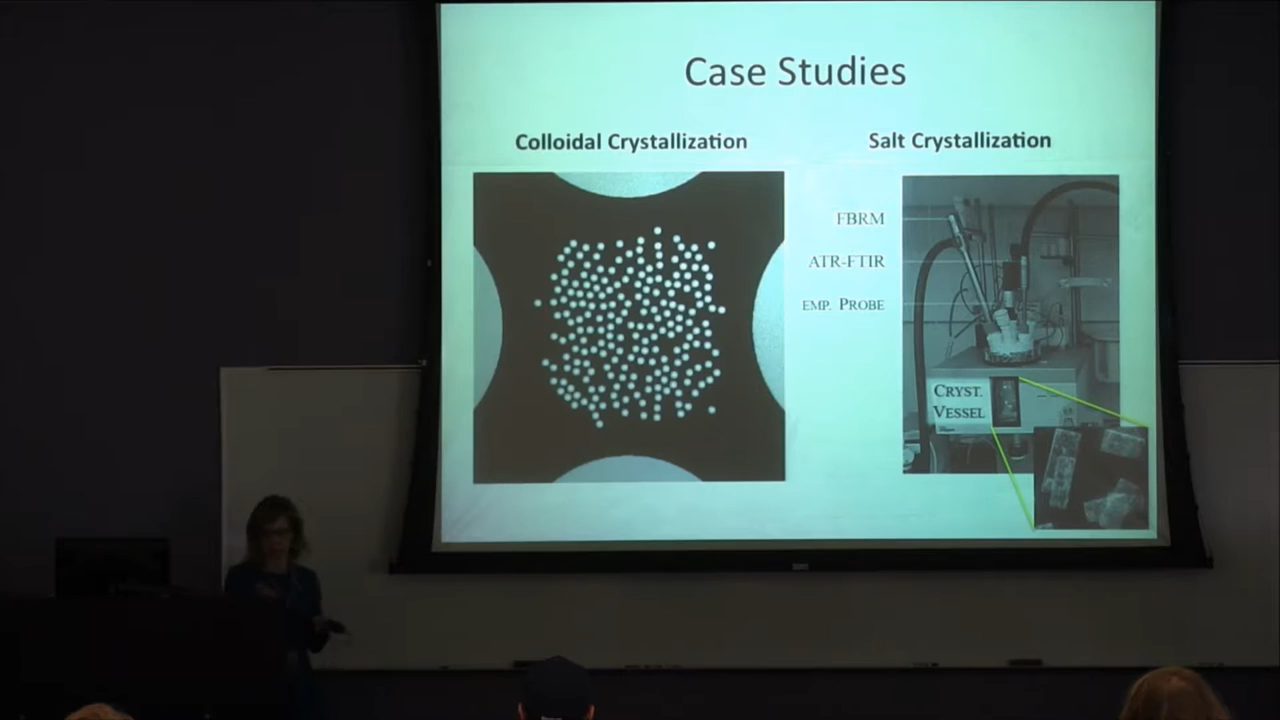 Case Studies
Colloidal Crystallization
Salt Crystallization
FBRM
ATR-FTIR
EMP. PROBE
CRYST.
VESSEL